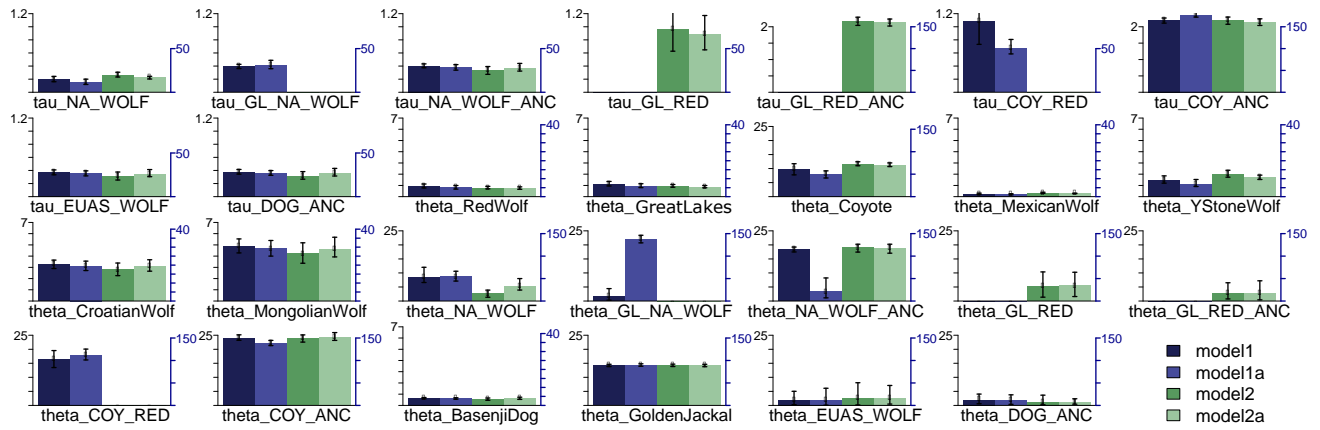 1.2 50 1.2 50 1.2 50 1.2 50 2 150 1.2 50 2 150
tau_NA_WOLF tau_GL_NA_WOLF tau_NA_WOLF_ANC tau_GL_RED tau_GL_RED_ANC tau_COY_RED tau_COY_ANC
1.2 50 1.2 50 7 40 7 40 25 150 7 40 7 40
tau_EUAS_WOLF tau_DOG_ANC theta_RedWolf theta_GreatLakes theta_Coyote theta_MexicanWolf theta_YStoneWolf
7 40 7 40 25 150 25 150 25 150 25 150 25 150
theta_CroatianWolf theta_MongolianWolf theta_NA_WOLF theta_GL_NA_WOLF theta_NA_WOLF_ANC theta_GL_RED theta_GL_RED_ANC
25 150 25 150 7 40 25 150 25 150 25 150
theta_COY_RED theta_COY_ANC theta_BasenjiDog theta_GoldenJackal theta_EUAS_WOLF theta_DOG_ANC
model1
model1a
model2
model2a